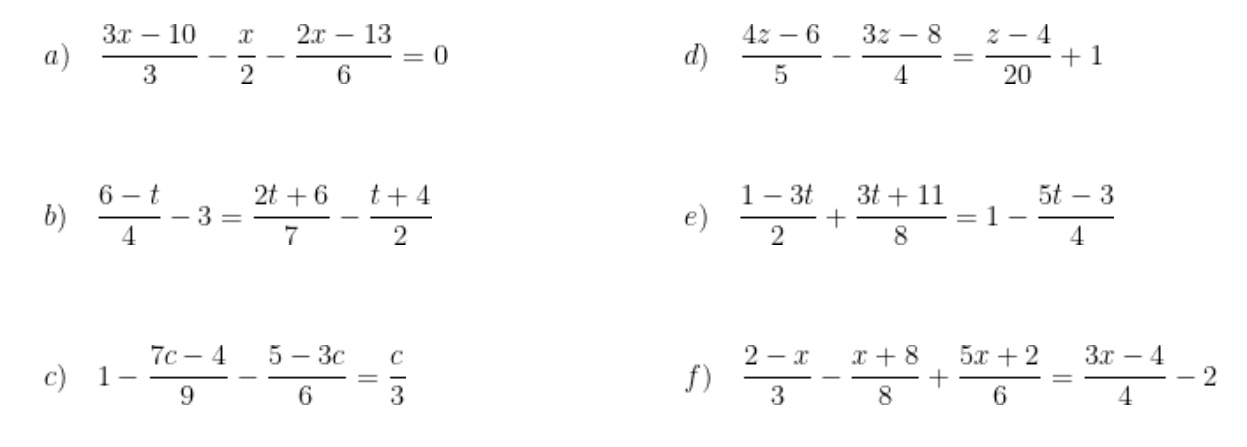 a) (3x − 10)/3 − x/2 − (2x − 13)/6 = 0
d) (4z − 6)/5 − (3z − 8)/4 = (z − 4)/20 + 1
b) (6 − t)/4 − 3 = (2t + 6)/7 − (t + 4)/2
e) (1 − 3t)/2 + (3t + 11)/8 = 1 − (5t − 3)/4
c) 1 − (7c − 4)/9 − (5 − 3c)/6 = c/3
f) (2 − x)/3 − (x + 8)/8 + (5x + 2)/6 = (3x − 4)/4 − 2